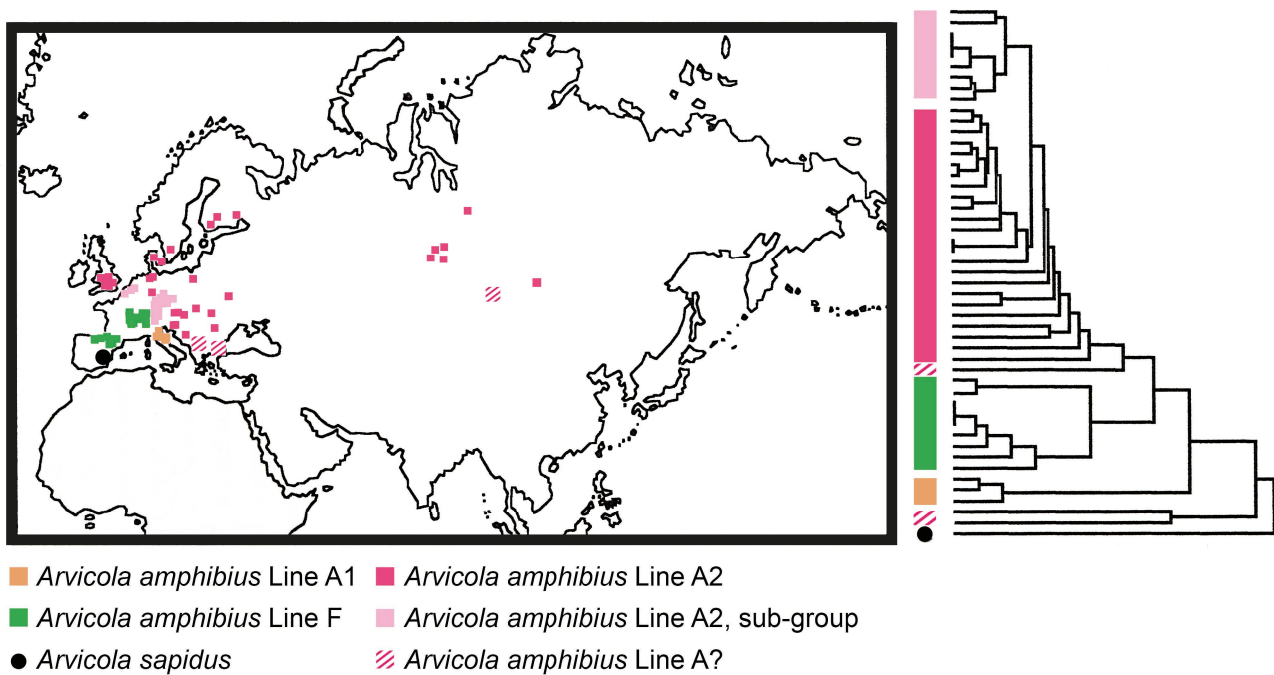 Arvicola amphibius Line A1 Arvicola amphibius Line A2
Arvicola amphibius Line F Arvicola amphibius Line A2, sub-group
Arvicola sapidus Arvicola amphibius Line A?